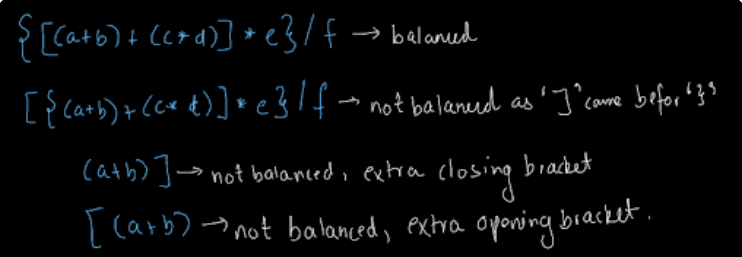 {[(a+b)+(c*d)]*e}/f → balanced
[{(a+b)+(c*d)]*e}/f → not balanced as ']' came befor '}'
(a+b)] → not balanced, extra closing bracket
[(a+b) → not balanced, extra opening bracket.